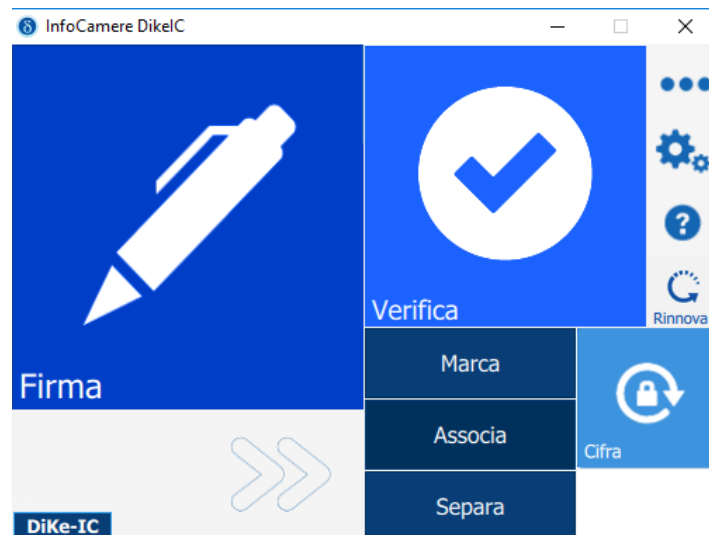 InfoCamere DikeIC
Firma
Verifica
Rinnova
Marca
Associa
Separa
Cifra
DiKe-IC